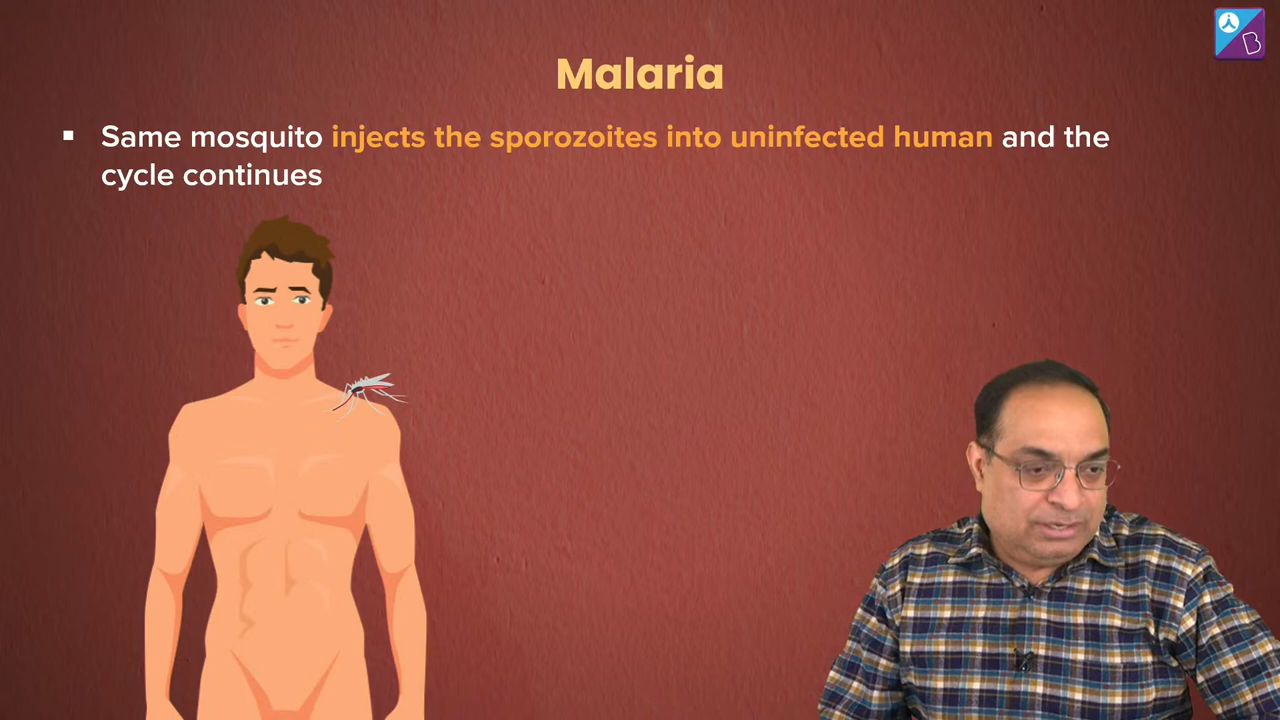 Malaria
▪ Same mosquito injects the sporozoites into uninfected human and the
cycle continues
B